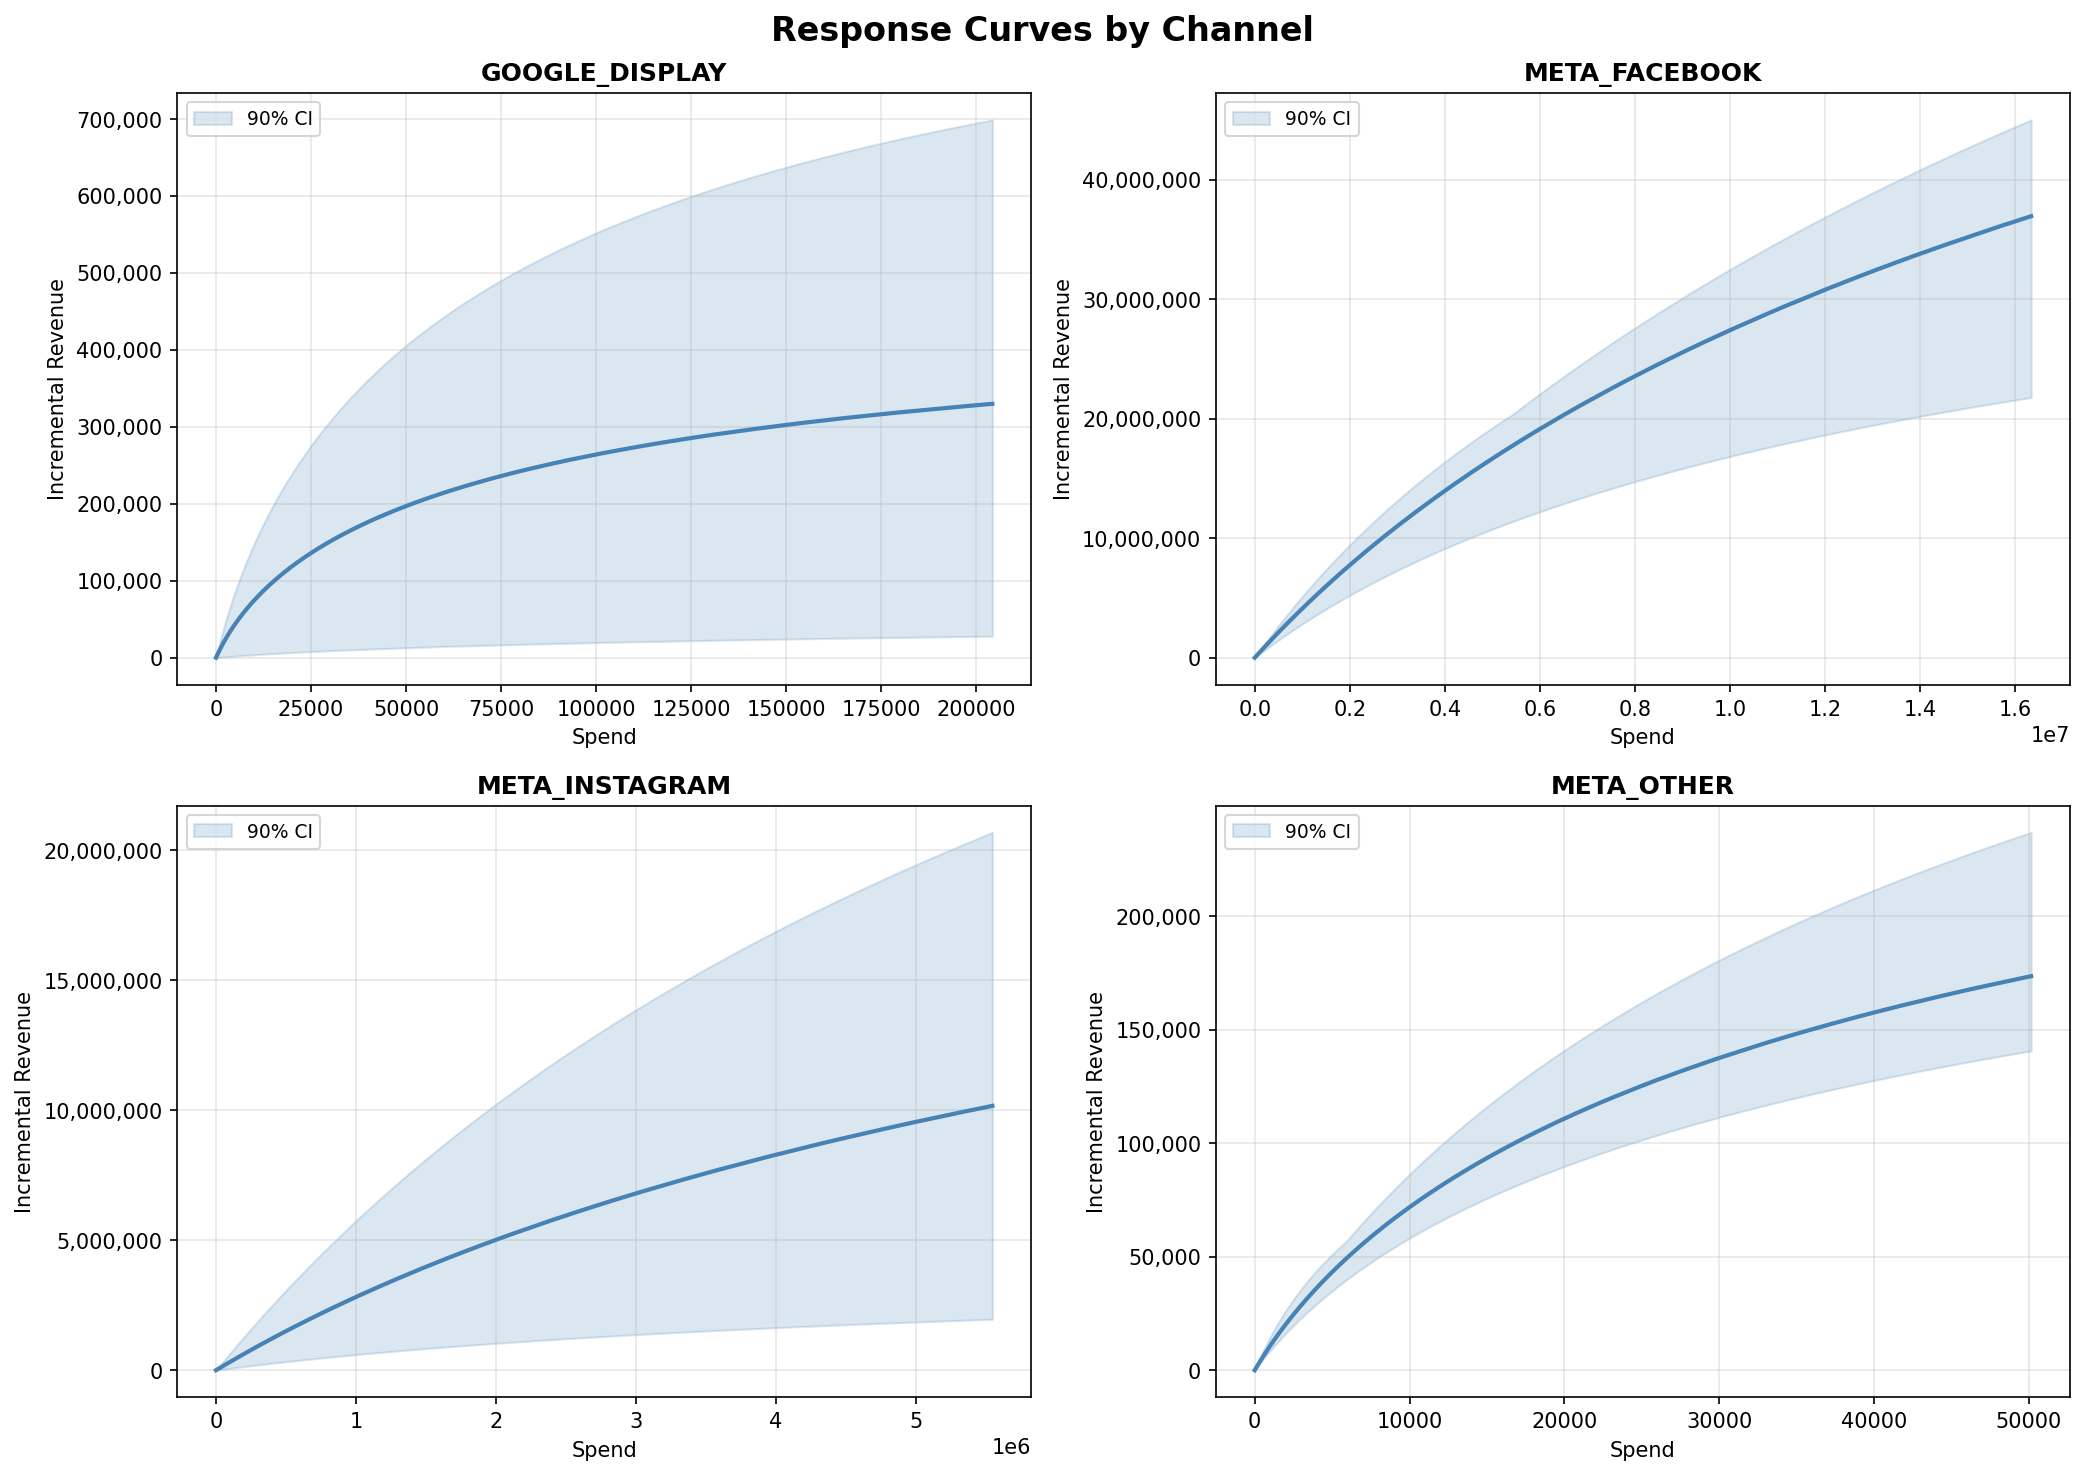 Response Curves by Channel
GOOGLE_DISPLAY
90% CI
700,000
600,000
500,000
400,000
300,000
200,000
100,000
0
Incremental Revenue
0 25000 50000 75000 100000 125000 150000 175000 200000
Spend
META_FACEBOOK
90% CI
40,000,000
30,000,000
20,000,000
10,000,000
0
Incremental Revenue
0.0 0.2 0.4 0.6 0.8 1.0 1.2 1.4 1.6
1e7
Spend
META_INSTAGRAM
90% CI
20,000,000
15,000,000
10,000,000
5,000,000
0
Incremental Revenue
0 1 2 3 4 5
1e6
Spend
META_OTHER
90% CI
200,000
150,000
100,000
50,000
0
Incremental Revenue
0 10000 20000 30000 40000 50000
Spend